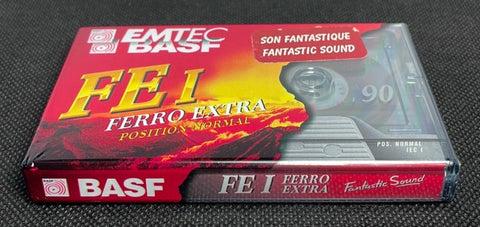 EMTEC
BASF
SON FANTASTIQUE
FANTASTIC SOUND
FE I
FERRO EXTRA
POSITION NORMAL
90
POS. NORMAL
IEC I
BASF
FE I FERRO
EXTRA
Fantastic Sound